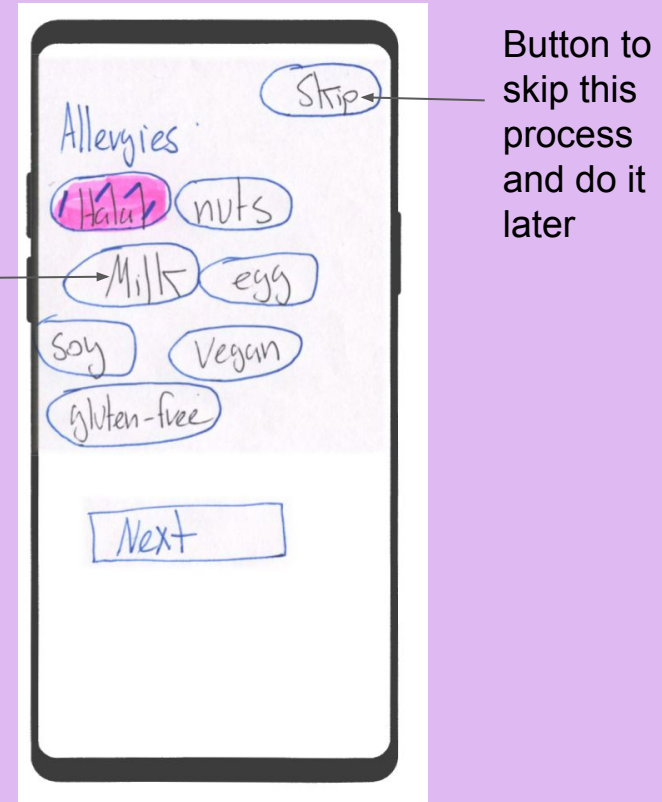 Skip
Allergies
Halal nuts
Milk egg
Soy Vegan
gluten-free
Next
Button to
skip this
process
and do it
later